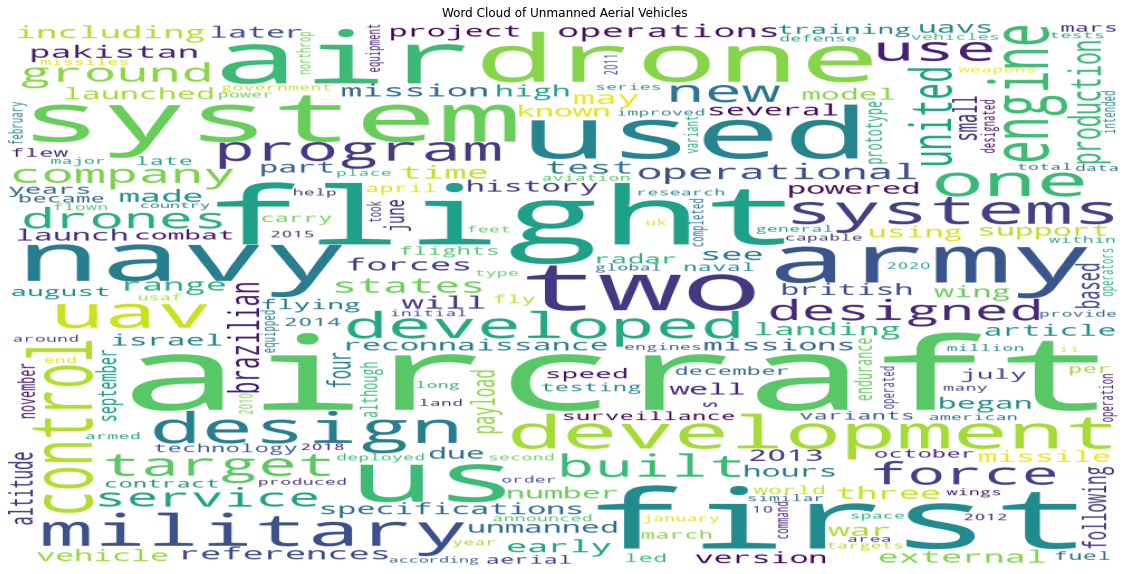 Word Cloud of Unmanned Aerial Vehicles
including later project operations training uavs vehicles mars
pakistan missiles air drone use defense tests
northrop equipment 2011 engine production
ground government mission high series new united weapons small designated intended
launched power known may model
february system used improved several variant prototype
flew program part test operational total data
major late place time aviation
company history powered one
years became made help april research
flown country drones carry took june flight uk completed general systems
launch combat 2015 feet capable using support within
navy flights radar see naval two army 2020 based operators
forces type global
august range states british wing provide
usaf brazilian flying will fly designed
uav 2014 initial developed landing article
around israel equipped reconnaissance engines missions million ii per
end four aircraft
november control september 2010 although long payload speed december endurance operated july many following
testing well began operation
land s surveillance variants american
armed design development
technology 2018 deployed second due 2013 october missile
altitude target us built hours force
contract produced order number world similar three wings
service specifications announced 10 space 2012
military unmanned january first command war
vehicle references year early march area targets external fuel
according aerial led version